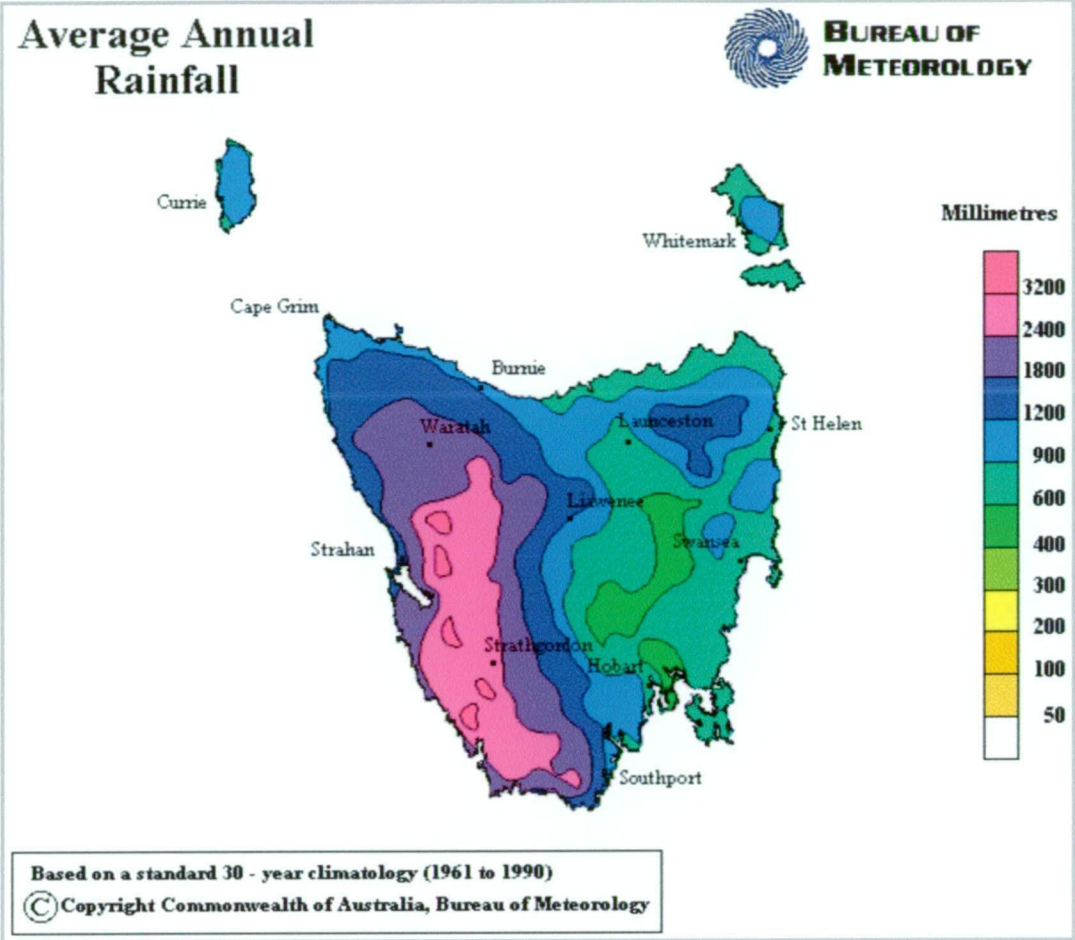 Average Annual
Rainfall
BUREAU OF
METEOROLOGY
Currie
Whitemark
Millimetres
Cape Grim
3200
2400
Burnie
1800
1200
Waratah
Launceston
St Helen
900
Liawenee
600
Strahan
Swansea
400
300
200
Strathgordon
Hobart
100
50
Southport
Based on a standard 30 - year climatology (1961 to 1990)
© Copyright Commonwealth of Australia, Bureau of Meteorology